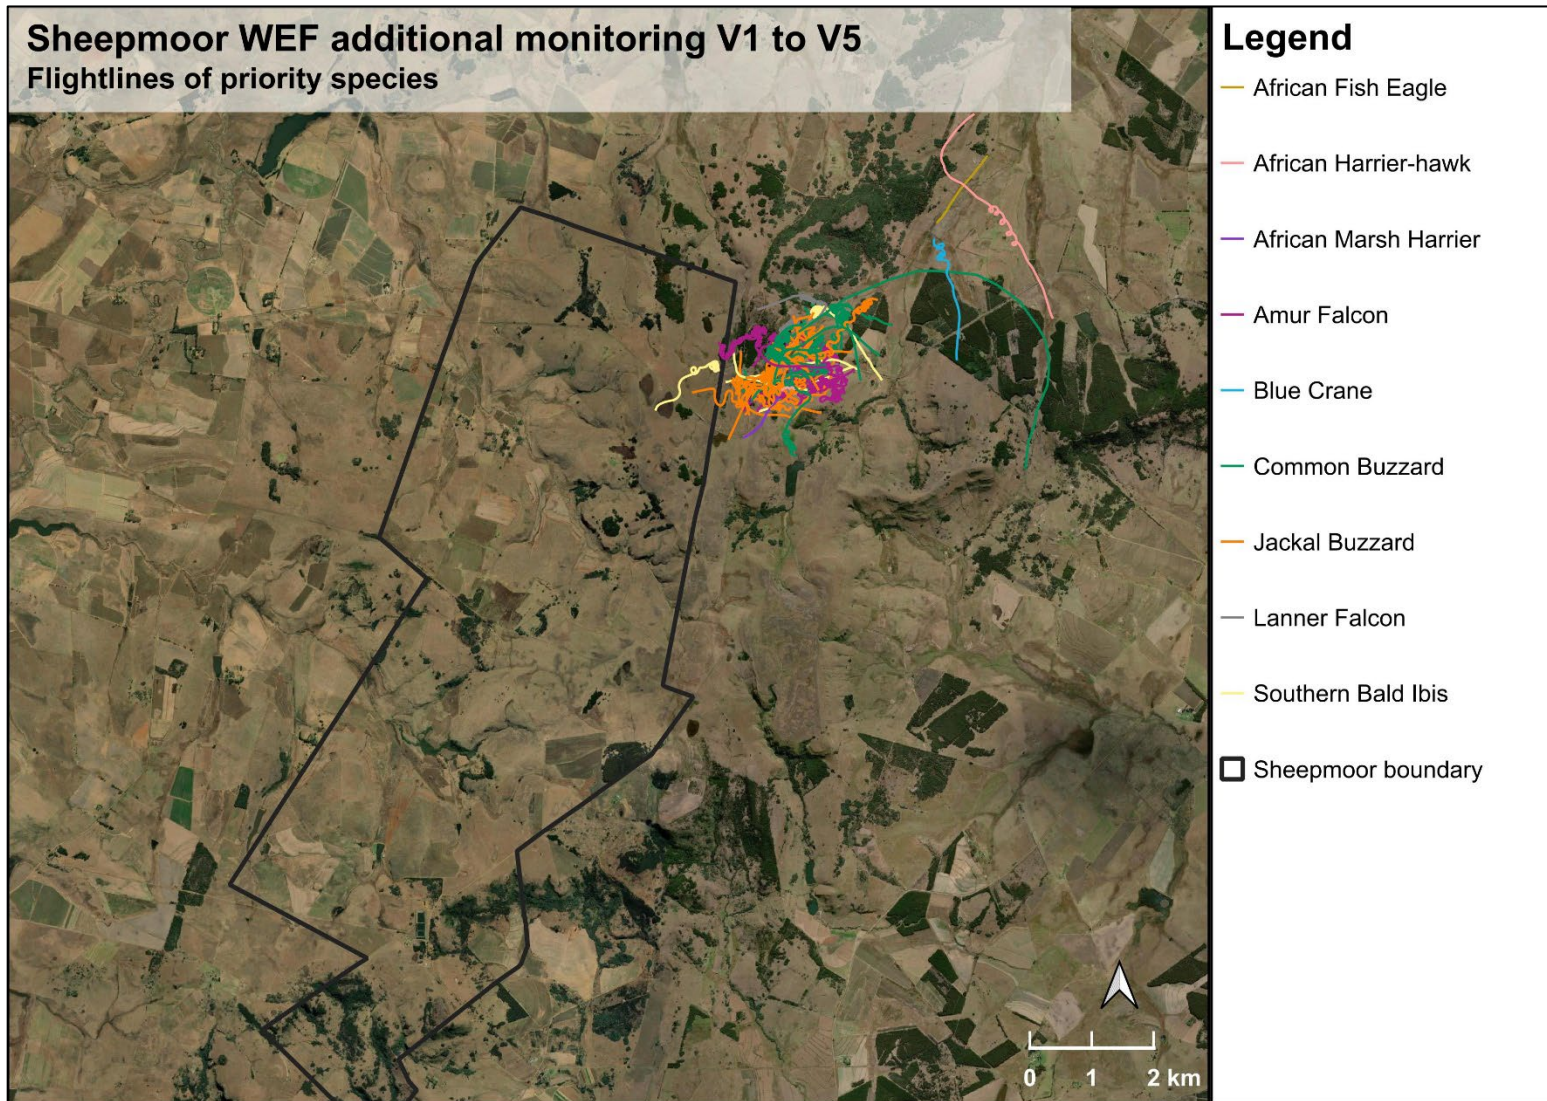 Sheepmoor WEF additional monitoring V1 to V5
Flightlines of priority species
Legend
African Fish Eagle
African Harrier-hawk
African Marsh Harrier
Amur Falcon
Blue Crane
Common Buzzard
Jackal Buzzard
Lanner Falcon
Southern Bald Ibis
Sheepmoor boundary
0 1 2 km